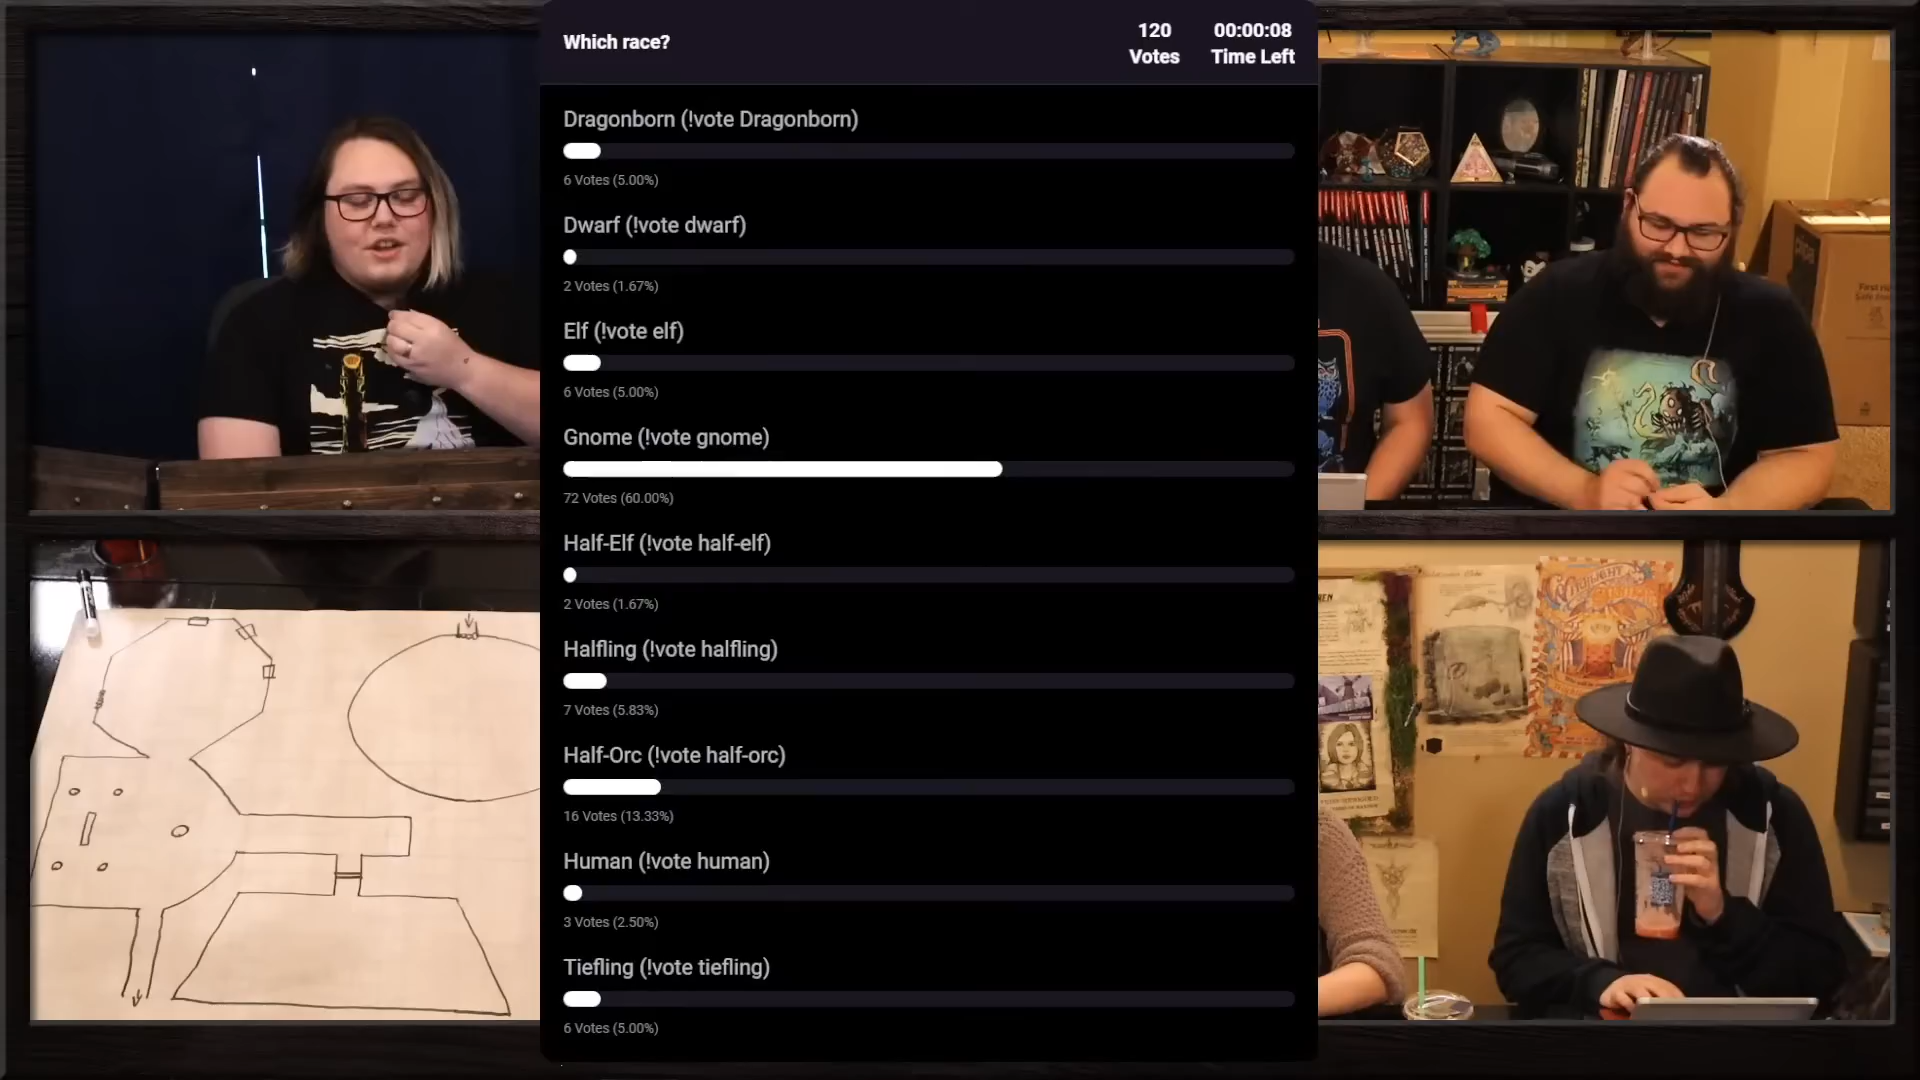 Which race?
120
Votes
00:00:08
Time Left
Dragonborn (!vote Dragonborn)
6 Votes (5.00%)
Dwarf (!vote dwarf)
2 Votes (1.67%)
Elf (!vote elf)
6 Votes (5.00%)
Gnome (!vote gnome)
72 Votes (60.00%)
Half-Elf (!vote half-elf)
2 Votes (1.67%)
Halfling (!vote halfling)
7 Votes (5.83%)
Half-Orc (!vote half-orc)
16 Votes (13.33%)
Human (!vote human)
3 Votes (2.50%)
Tiefling (!vote tiefling)
6 Votes (5.00%)